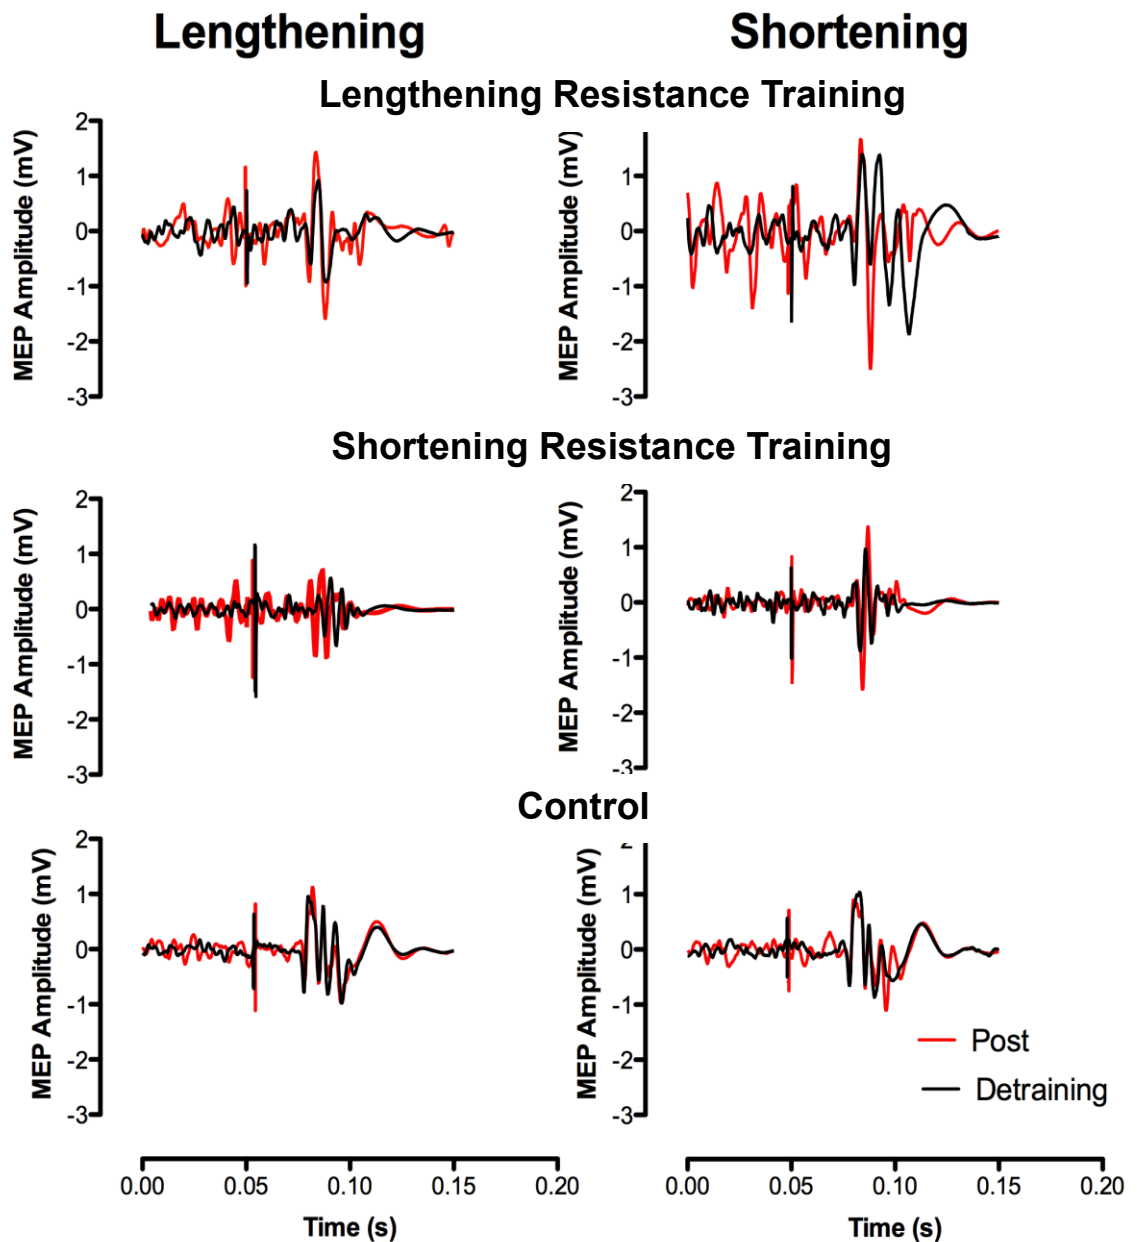 Lengthening Shortening
Lengthening Resistance Training
MEP Amplitude (mV)
2
1
0
-1
-2
-3
MEP Amplitude (mV)
1
0
-1
-2
-3
Shortening Resistance Training
MEP Amplitude (mV)
2
1
0
-1
-2
-3
MEP Amplitude (mV)
2
1
0
-1
-2
-3
Control
MEP Amplitude (mV)
2
1
0
-1
-2
-3
MEP Amplitude (mV)
2
1
0
-1
-2
-3
Post
Detraining
0.00 0.05 0.10 0.15 0.20
Time (s)
0.00 0.05 0.10 0.15 0.20
Time (s)